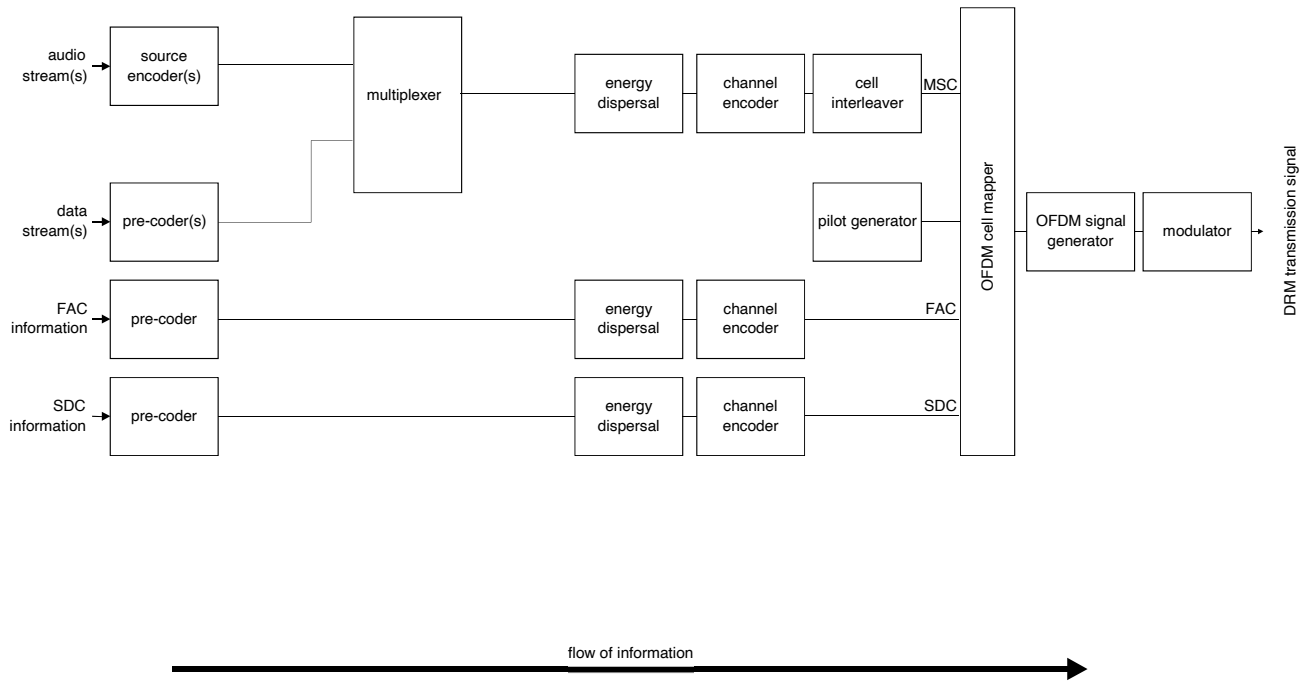 audio
stream(s)
source
encoder(s)
multiplexer
energy
dispersal
channel
encoder
cell
interleaver
MSC
data
stream(s)
pre-coder(s)
pilot generator
OFDM cell mapper
OFDM signal
generator
modulator
DRM transmission signal
FAC
information
pre-coder
energy
dispersal
channel
encoder
FAC
SDC
information
pre-coder
energy
dispersal
channel
encoder
SDC
flow of information